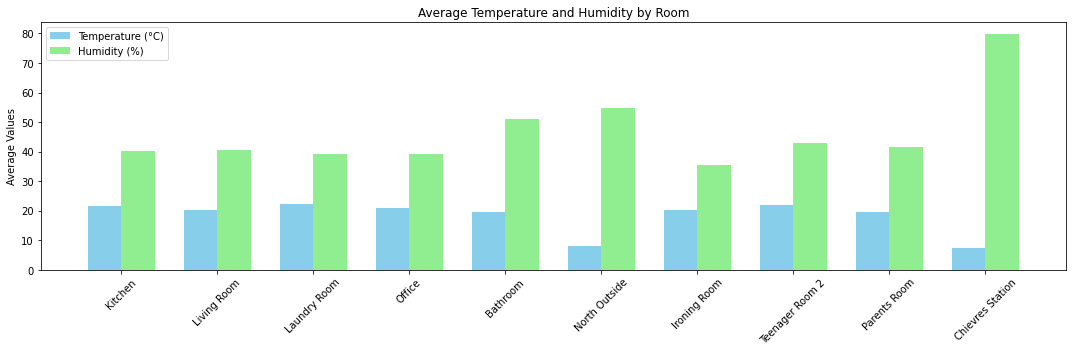 Average Temperature and Humidity by Room
Temperature (°C)
Humidity (%)
Average Values
80
70
60
50
40
30
20
10
0
Kitchen
Living Room
Laundry Room
Office
Bathroom
North Outside
Ironing Room
Teenager Room 2
Parents Room
Chievres Station